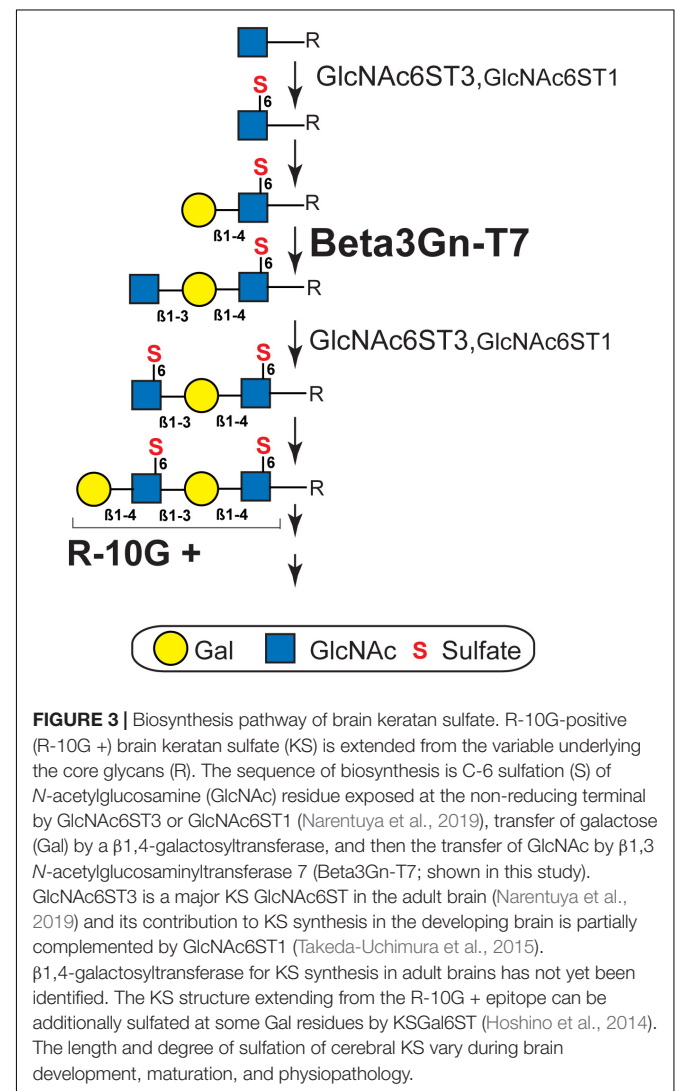 R
GlcNAc6ST3,GlcNAc6ST1
S
6
R
S
6
R
ß1-4
Beta3Gn-T7
S
6
R
ß1-3 ß1-4
GlcNAc6ST3,GlcNAc6ST1
S S
6 6
R
ß1-3 ß1-4
S S
6 6
R
ß1-4 ß1-3 ß1-4
R-10G +
Gal GlcNAc S Sulfate
FIGURE 3 | Biosynthesis pathway of brain keratan sulfate. R-10G-positive
(R-10G +) brain keratan sulfate (KS) is extended from the variable underlying
the core glycans (R). The sequence of biosynthesis is C-6 sulfation (S) of
N-acetylglucosamine (GlcNAc) residue exposed at the non-reducing terminal
by GlcNAc6ST3 or GlcNAc6ST1 (Narentuya et al., 2019), transfer of galactose
(Gal) by a β1,4-galactosyltransferase, and then the transfer of GlcNAc by β1,3
N-acetylglucosaminyltransferase 7 (Beta3Gn-T7; shown in this study).
GlcNAc6ST3 is a major KS GlcNAc6ST in the adult brain (Narentuya et al.,
2019) and its contribution to KS synthesis in the developing brain is partially
complemented by GlcNAc6ST1 (Takeda-Uchimura et al., 2015).
β1,4-galactosyltransferase for KS synthesis in adult brains has not yet been
identified. The KS structure extending from the R-10G + epitope can be
additionally sulfated at some Gal residues by KSGal6ST (Hoshino et al., 2014).
The length and degree of sulfation of cerebral KS vary during brain
development, maturation, and physiopathology.